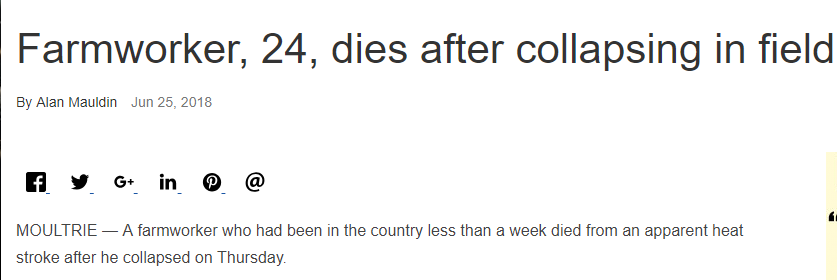 Farmworker, 24, dies after collapsing in field
By Alan Mauldin Jun 25, 2018
G+ in @
MOULTRIE — A farmworker who had been in the country less than a week died from an apparent heat
stroke after he collapsed on Thursday.
“